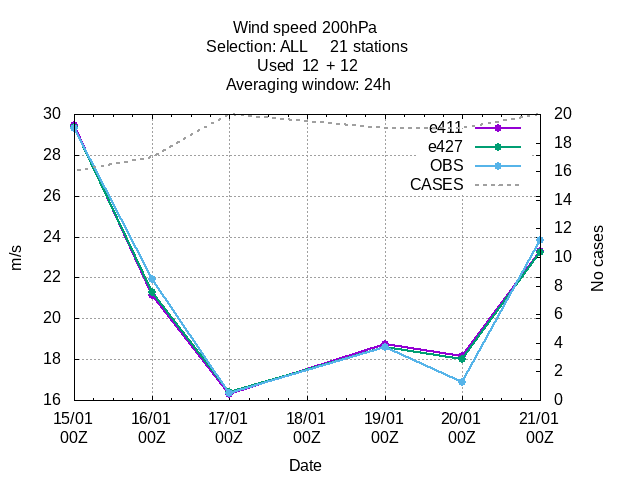 Wind speed 200hPa
Selection: ALL 21 stations
Used 12 + 12
Averaging window: 24h
30
28
26
24
22
20
18
16
m/s
20
18
16
14
12
10
8
6
4
2
0
No cases
e411
e427
OBS
CASES
15/01 16/01 17/01 18/01 19/01 20/01 21/01
00Z 00Z 00Z 00Z 00Z 00Z 00Z
Date